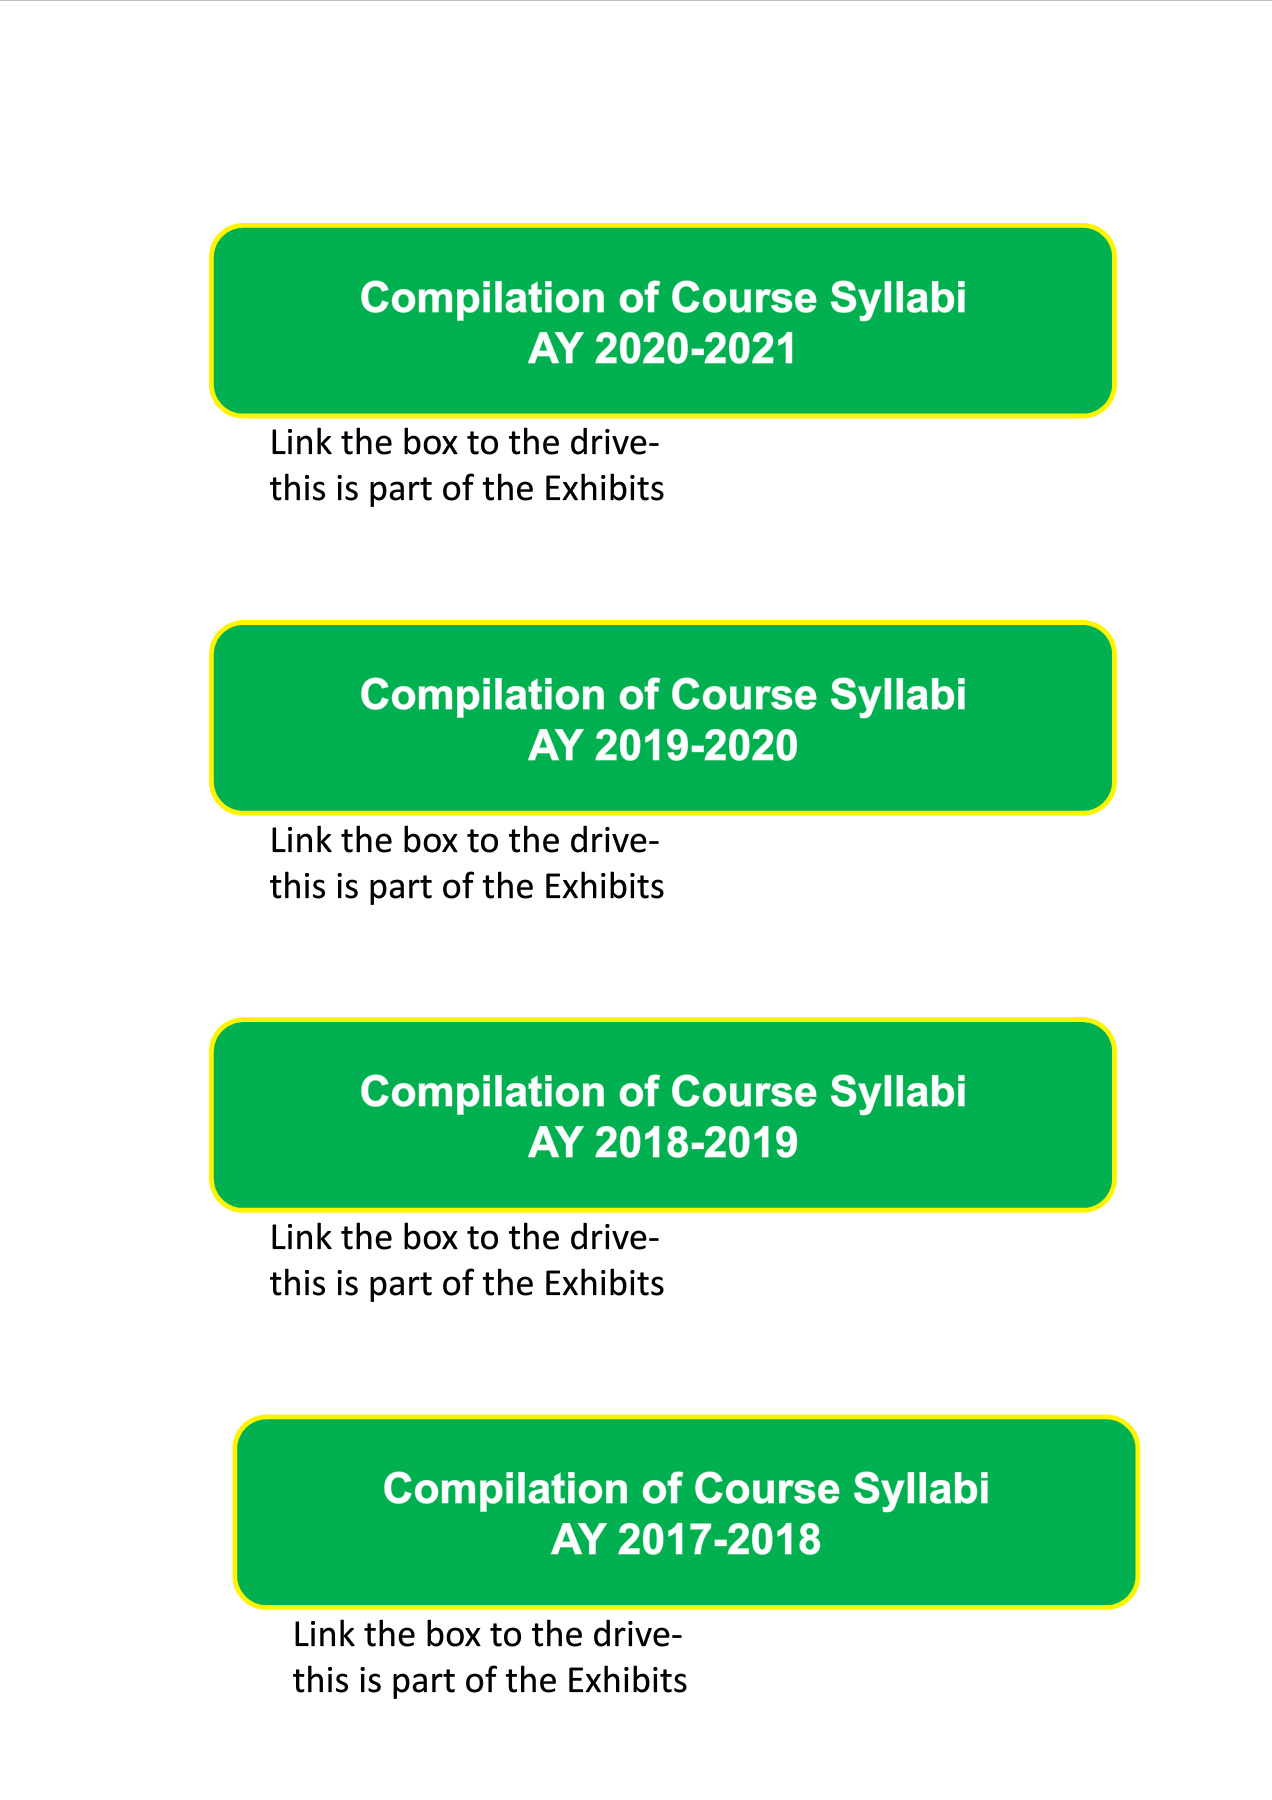 Compilation of Course Syllabi
AY 2020-2021
Link the box to the drive-
this is part of the Exhibits
Compilation of Course Syllabi
AY 2019-2020
Link the box to the drive-
this is part of the Exhibits
Compilation of Course Syllabi
AY 2018-2019
Link the box to the drive-
this is part of the Exhibits
Compilation of Course Syllabi
AY 2017-2018
Link the box to the drive-
this is part of the Exhibits